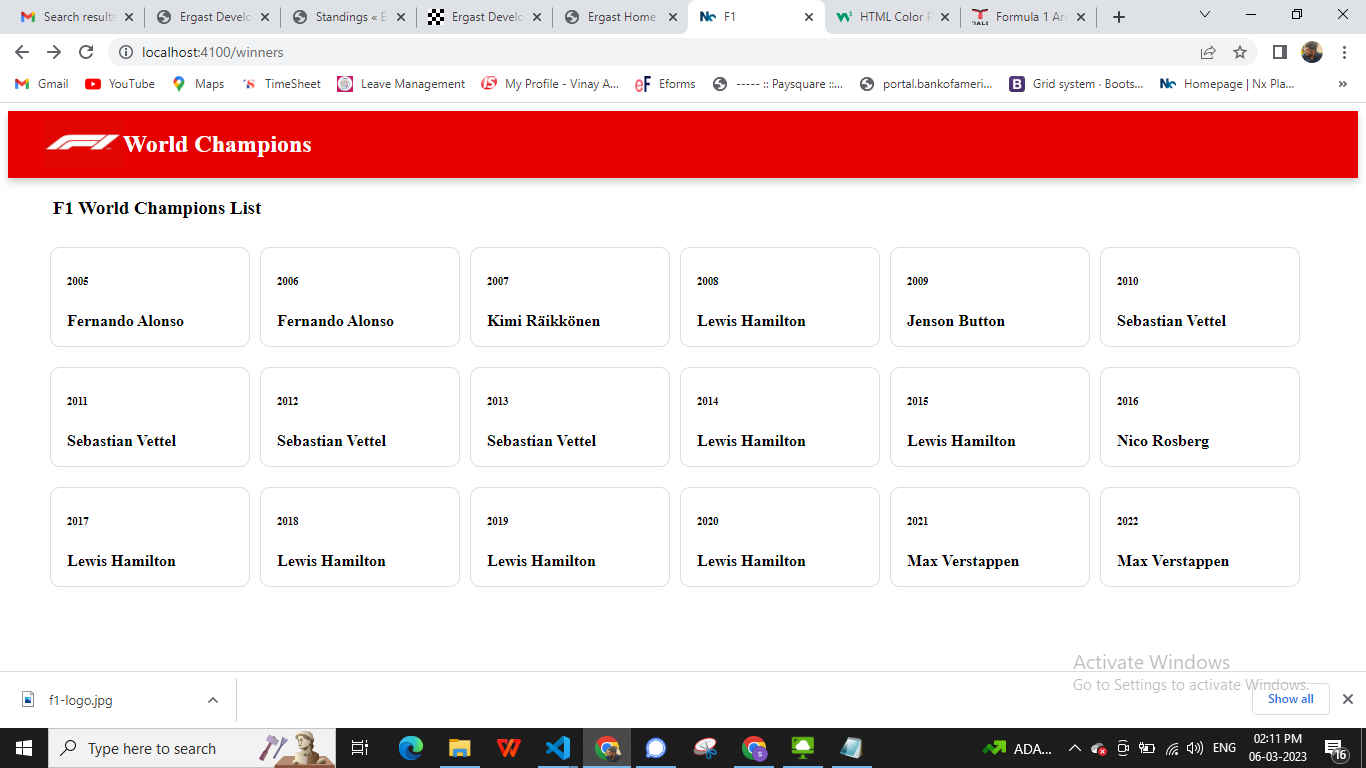 Search results
Ergast Develo
Standings « E
Ergast Develo
Ergast Home
F1
HTML Color P
Formula 1 Arc
localhost:4100/winners
Gmail
YouTube
Maps
TimeSheet
Leave Management
My Profile - Vinay A...
Eforms
----- :: Paysquare ::...
portal.bankofameri...
Grid system · Boots...
Homepage | Nx Pla...
World Champions
F1 World Champions List
2005
Fernando Alonso
2006
Fernando Alonso
2007
Kimi Räikkönen
2008
Lewis Hamilton
2009
Jenson Button
2010
Sebastian Vettel
2011
Sebastian Vettel
2012
Sebastian Vettel
2013
Sebastian Vettel
2014
Lewis Hamilton
2015
Lewis Hamilton
2016
Nico Rosberg
2017
Lewis Hamilton
2018
Lewis Hamilton
2019
Lewis Hamilton
2020
Lewis Hamilton
2021
Max Verstappen
2022
Max Verstappen
Activate Windows
Go to Settings to activate Windows.
f1-logo.jpg
Show all
Type here to search
ADA...
ENG
02:11 PM
06-03-2023
16